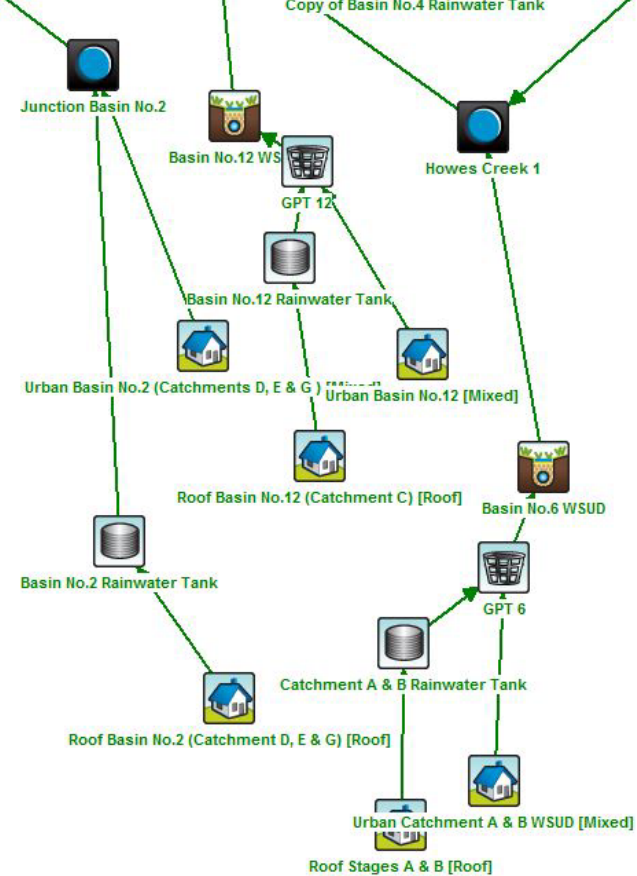 Copy of Basin No.4 Rainwater Tank
Junction Basin No.2
Basin No.12 WS
Howes Creek 1
GPT 12
Basin No.12 Rainwater Tank
Urban Basin No.2 (Catchments D, E & G ) [Mixed]
Urban Basin No.12 [Mixed]
Roof Basin No.12 (Catchment C) [Roof]
Basin No.6 WSUD
Basin No.2 Rainwater Tank
GPT 6
Catchment A & B Rainwater Tank
Roof Basin No.2 (Catchment D, E & G) [Roof]
Urban Catchment A & B WSUD [Mixed]
Roof Stages A & B [Roof]